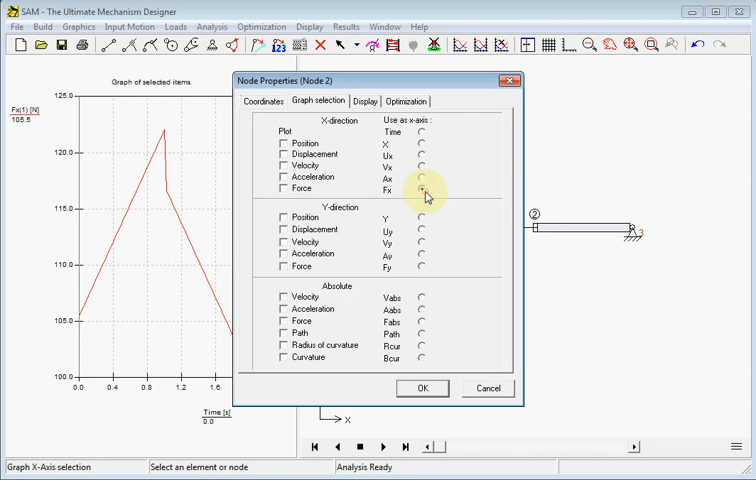 SAM - The Ultimate Mechanism Designer
File Build Graphics Input Motion Loads Analysis Optimization Display Results Window Help
123
Graph of selected items
Fx(1) [N]
105.5
125.0
120.0
115.0
110.0
105.0
100.0
0.0 0.4 0.8 1.2 1.6
Time [s]
0.0
Node Properties (Node 2)
Coordinates Graph selection Display Optimization
X-direction Use as x-axis :
Plot Time
Position X
Displacement Ux
Velocity Vx
Acceleration Ax
Force Fx
Y-direction
Position Y
Displacement Uy
Velocity Vy
Acceleration Ay
Force Fy
Absolute
Velocity Vabs
Acceleration Aabs
Force Fabs
Path Path
Radius of curvature Rcur
Curvature Bcur
OK Cancel
2
3
X
Graph X-Axis selection Select an element or node Analysis Ready